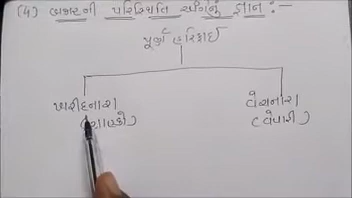 (4) બજારની પરિસ્થિતિ અંગેનું જ્ઞાન :-
પૂર્ણ હરિફાઈ
ખરીદનારા
વેચનારા
(ગ્રાહકો)
(વેપારી)